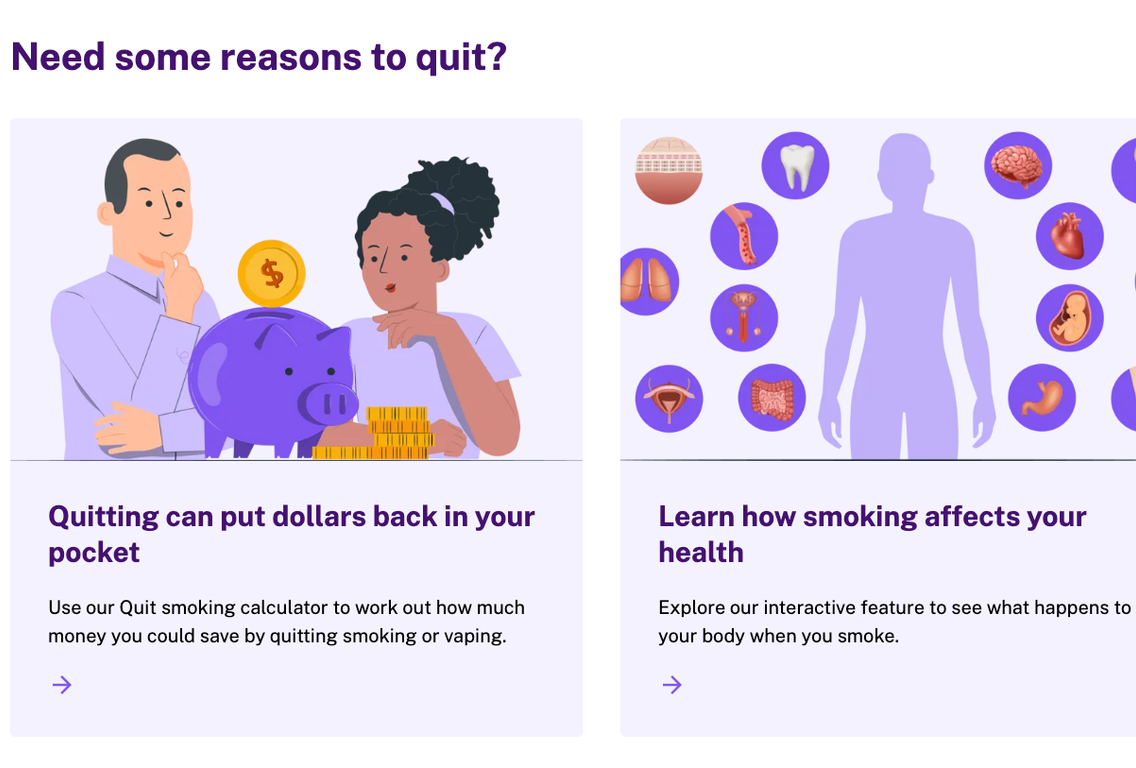 Need some reasons to quit?
$
Quitting can put dollars back in your
pocket
Use our Quit smoking calculator to work out how much
money you could save by quitting smoking or vaping.
Learn how smoking affects your
health
Explore our interactive feature to see what happens to
your body when you smoke.